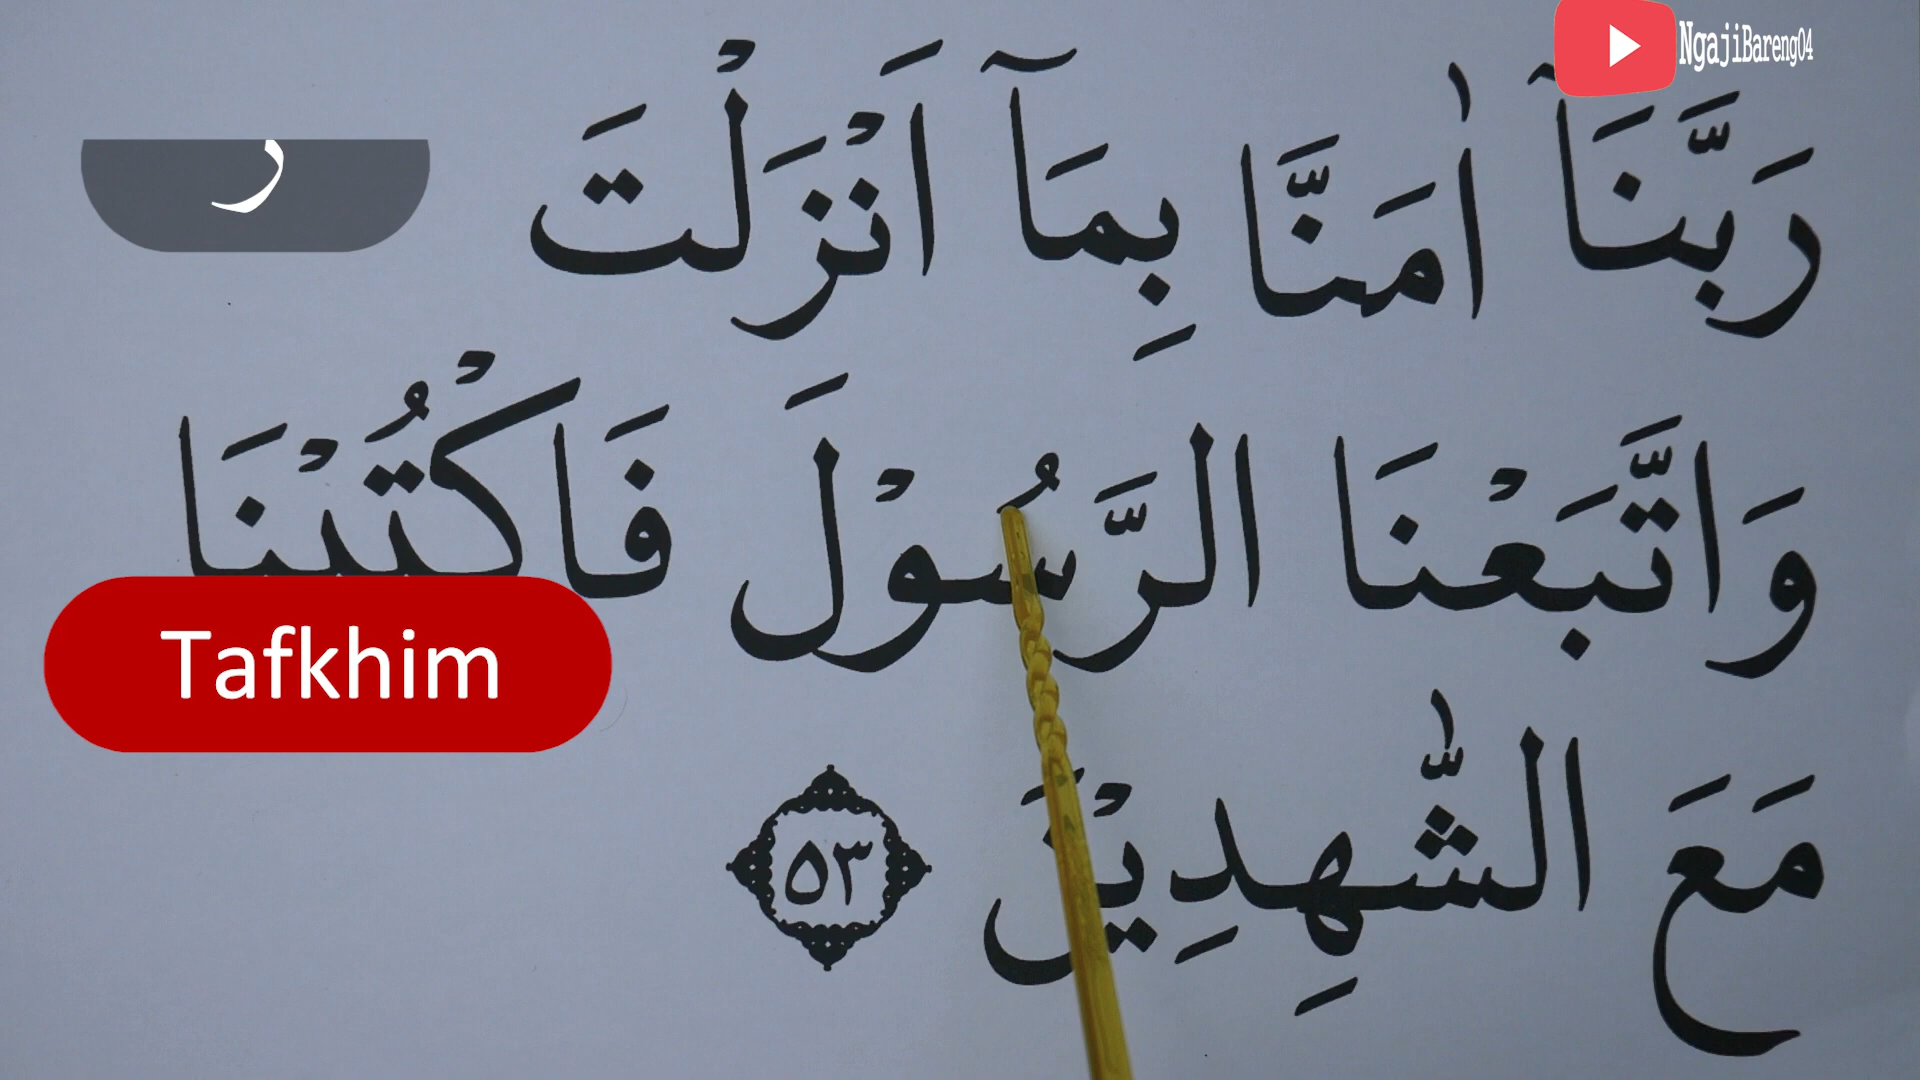 NgajiBareng04
ر
رَبَّنَآ اٰمَنَّا بِمَآ اَنْزَلْتَ
وَاتَّبَعْنَا الرَّسُوْلَ فَاكْتُبْنَا
Tafkhim
مَعَ الشّٰهِدِيْنَ ٥٣